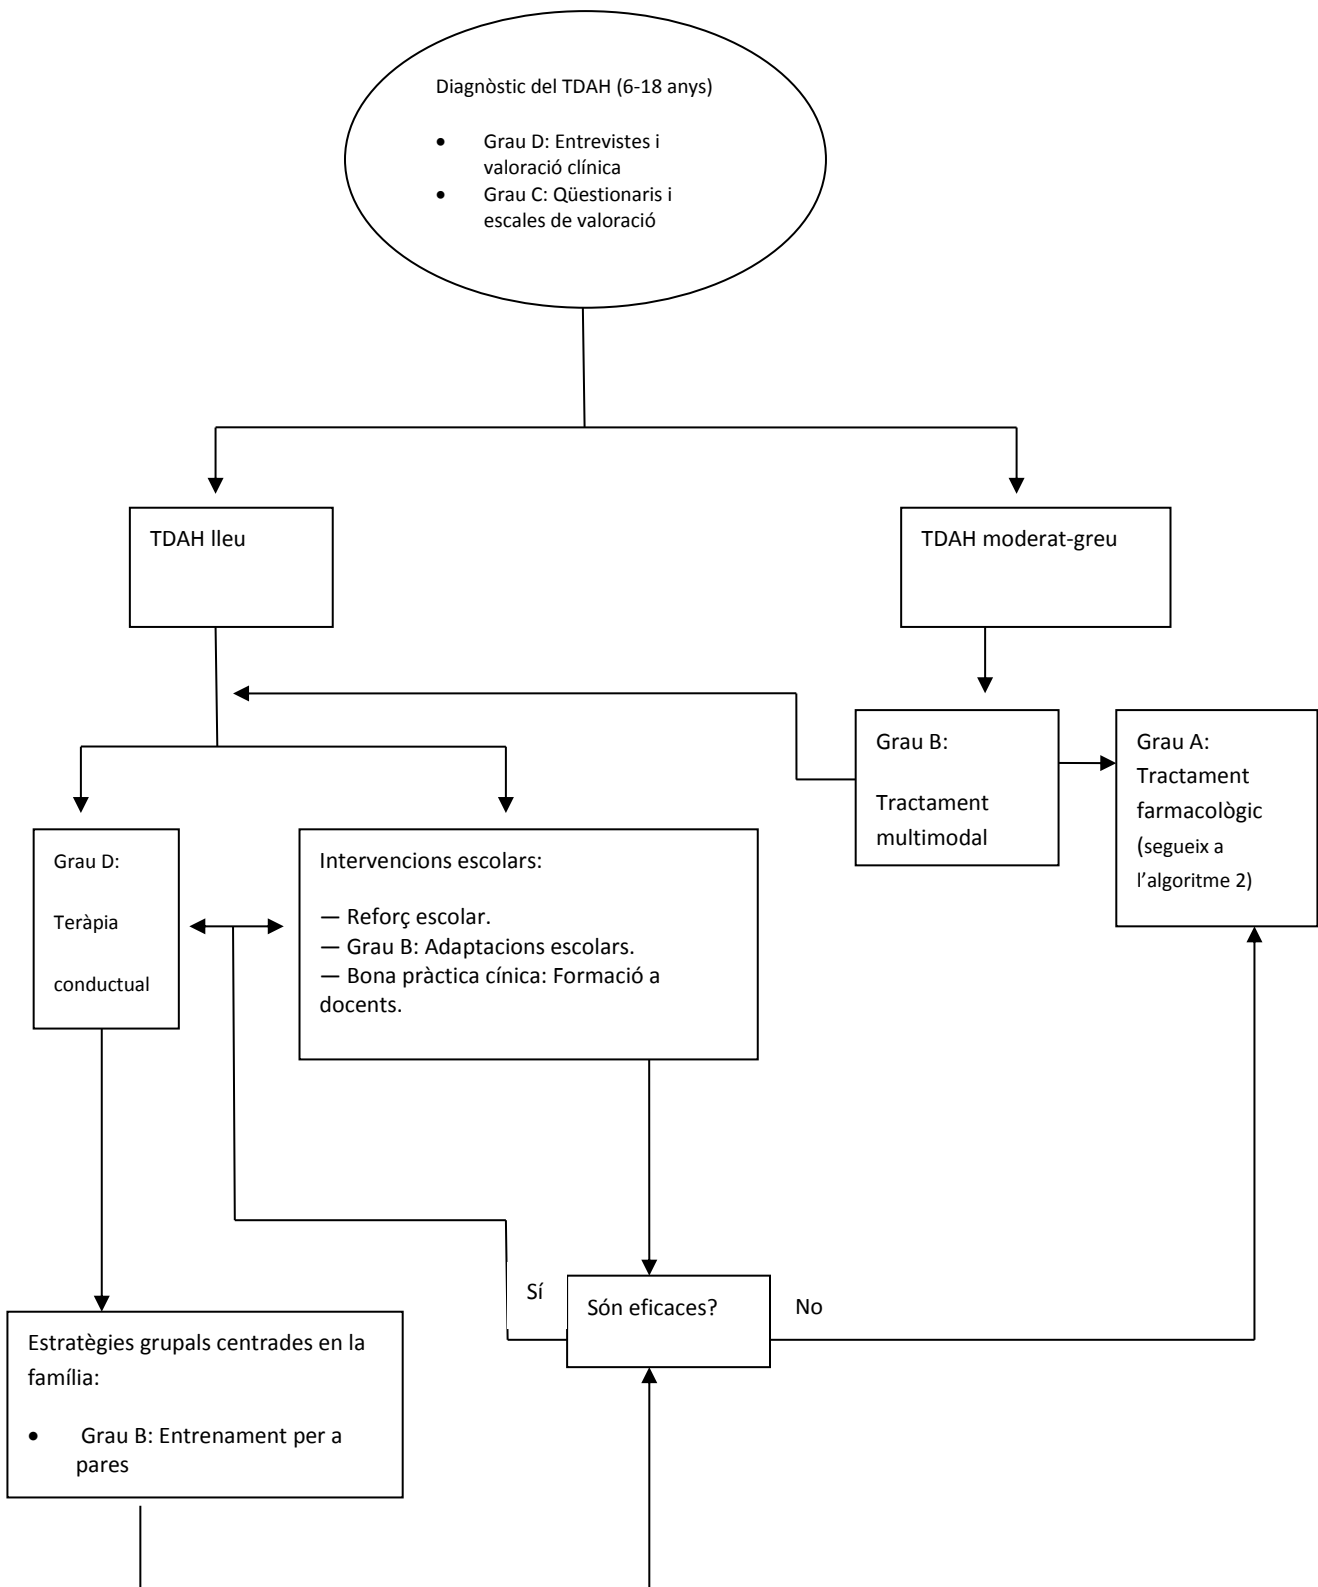 Diagnòstic del TDAH (6-18 anys)
• Grau D: Entrevistes i
valoració clínica
• Grau C: Qüestionaris i
escales de valoració
TDAH lleu
TDAH moderat-greu
Grau B:
Tractament
multimodal
Grau A:
Tractament
farmacològic
(segueix a
l’algoritme 2)
Grau D:
Teràpia
conductual
Intervencions escolars:
— Reforç escolar.
— Grau B: Adaptacions escolars.
— Bona pràctica cínica: Formació a
docents.
Sí
Són eficaces?
No
Estratègies grupals centrades en la
família:
• Grau B: Entrenament per a
pares